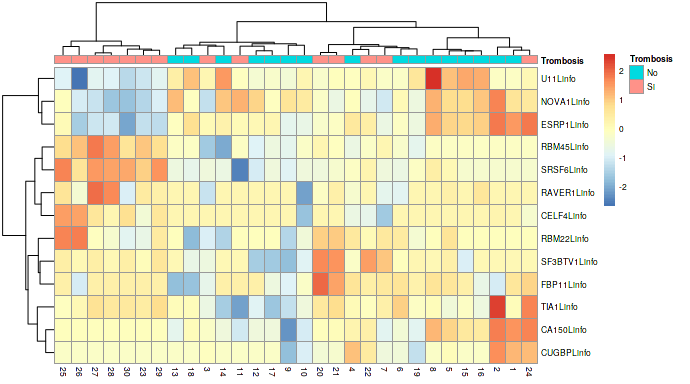 Trombosis
U11Linfo
NOVA1Linfo
ESRP1Linfo
RBM45Linfo
SRSF6Linfo
RAVER1Linfo
CELF4Linfo
RBM22Linfo
SF3BTV1Linfo
FBP11Linfo
TIA1Linfo
CA150Linfo
CUGBPLinfo
25 26 27 28 30 23 29 13 18 3 14 11 12 17 9 10 20 21 4 22 7 6 19 8 5 15 16 2 1 24
2
1
0
-1
-2
Trombosis
No
SI